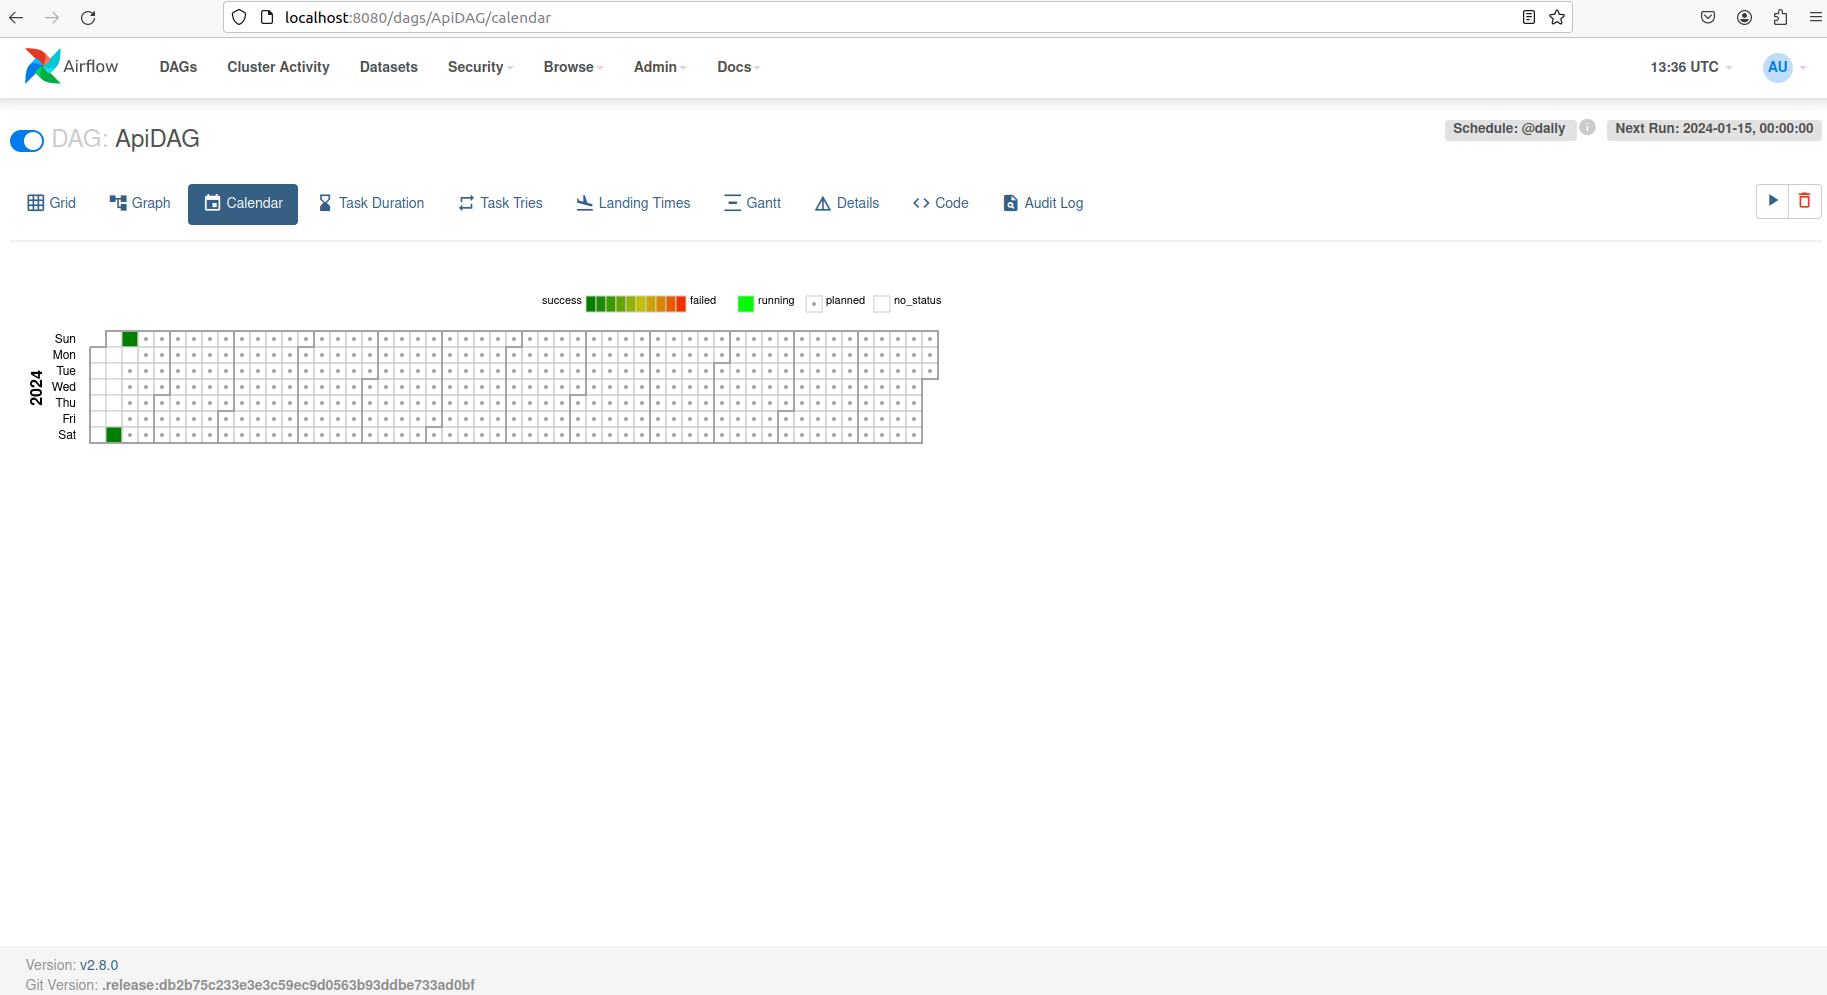 localhost:8080/dags/ApiDAG/calendar
Airflow DAGs Cluster Activity Datasets Security Browse Admin Docs 13:36 UTC AU
DAG: ApiDAG Schedule: @daily i Next Run: 2024-01-15, 00:00:00
Grid Graph Calendar Task Duration Task Tries Landing Times Gantt Details Code Audit Log
success failed running planned no_status
2024
Sun
Mon
Tue
Wed
Thu
Fri
Sat
Version: v2.8.0
Git Version: .release:db2b75c233e3e3c59ec9d0563b93ddbe733ad0bf